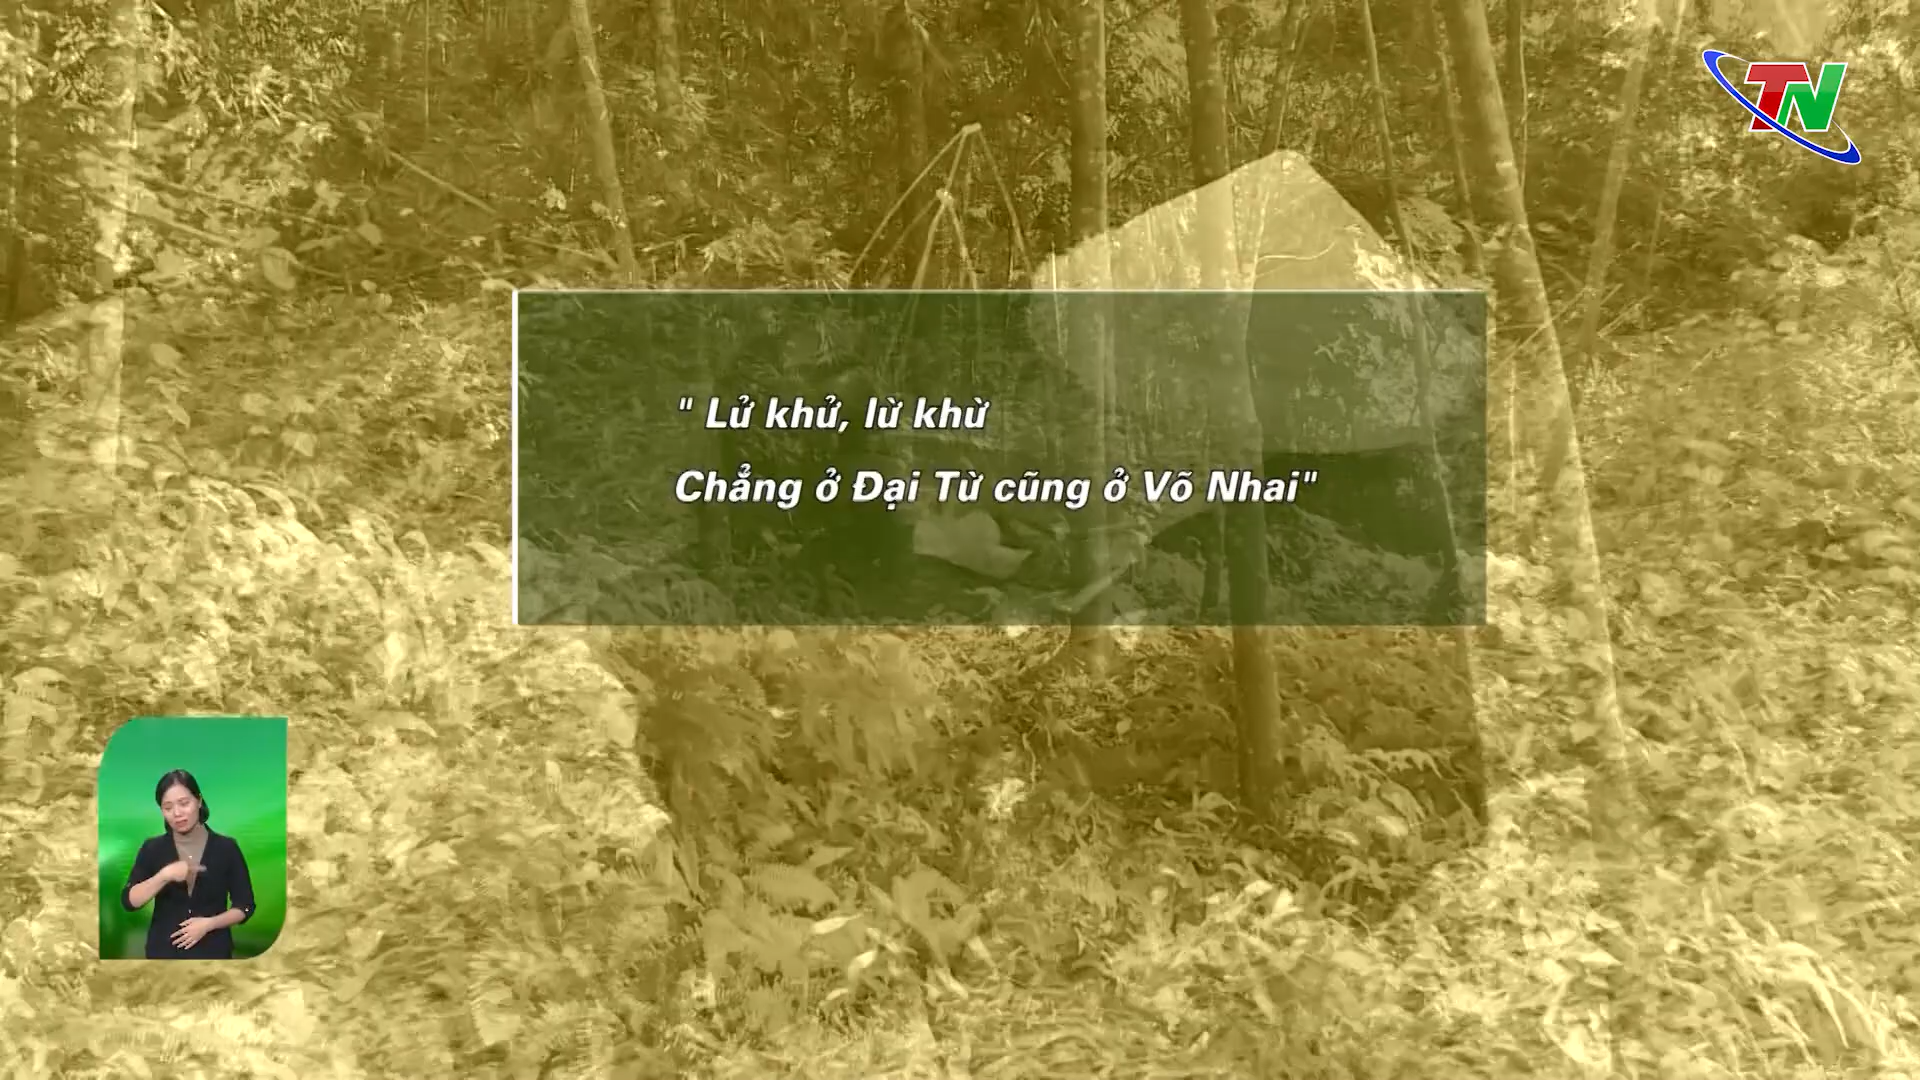 TN
" Lử khử, lừ khừ
Chẳng ở Đại Từ cũng ở Võ Nhai"